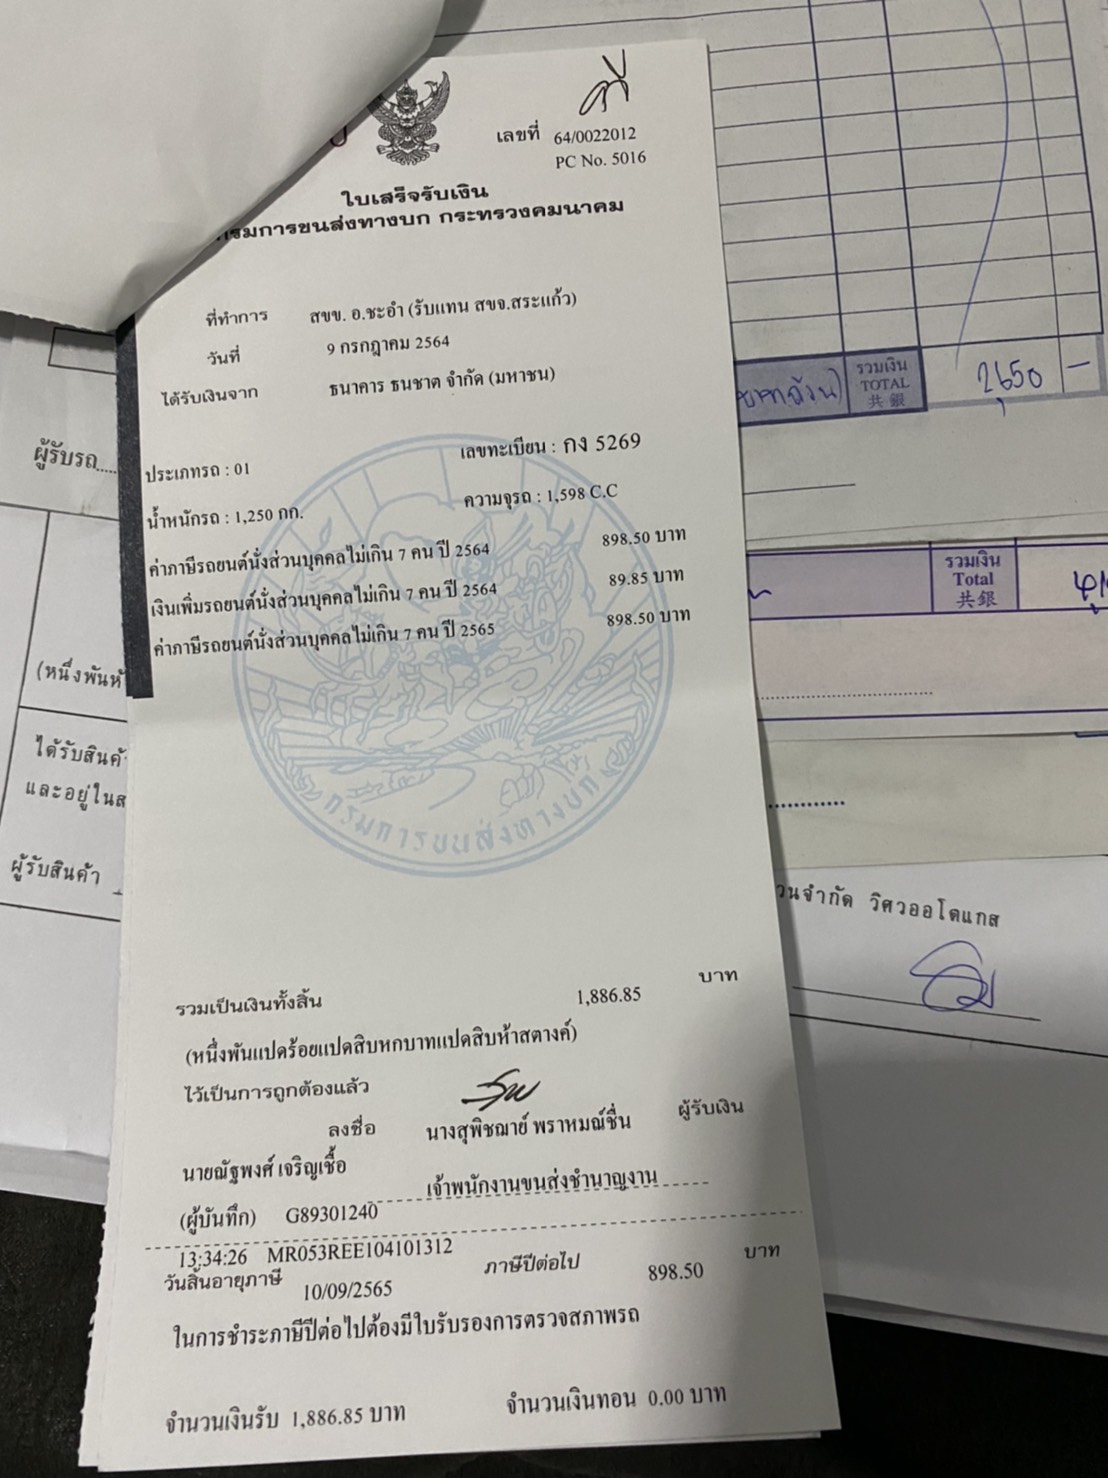 เลขที่ 64/0022012
PC No. 5016
ใบเสร็จรับเงิน
กรมการขนส่งทางบก กระทรวงคมนาคม
ที่ทำการ สขข. อ.ชะอำ (รับแทน สขจ.สระแก้ว)
วันที่ 9 กรกฎาคม 2564
ได้รับเงินจาก ธนาคาร ธนชาต จำกัด (มหาชน)
ประเภทรถ : 01 เลขทะเบียน : กง 5269
น้ำหนักรถ : 1,250 กก. ความจุรถ : 1,598 C.C
ค่าภาษีรถยนต์นั่งส่วนบุคคลไม่เกิน 7 คน ปี 2564 898.50 บาท
เงินเพิ่มรถยนต์นั่งส่วนบุคคลไม่เกิน 7 คน ปี 2564 89.85 บาท
ค่าภาษีรถยนต์นั่งส่วนบุคคลไม่เกิน 7 คน ปี 2565 898.50 บาท
กรมการขนส่งทางบก
รวมเป็นเงินทั้งสิ้น 1,886.85 บาท
(หนึ่งพันแปดร้อยแปดสิบหกบาทแปดสิบห้าสตางค์)
ไว้เป็นการถูกต้องแล้ว
ลงชื่อ นางสุพิชฌาย์ พราหมณ์ชื่น ผู้รับเงิน
นายณัฐพงศ์ เจริญเชื้อ เจ้าพนักงานขนส่งชำนาญงาน
(ผู้บันทึก) G89301240
13:34:26 MR053REE104101312
วันสิ้นอายุภาษี 10/09/2565 ภาษีปีต่อไป 898.50 บาท
ในการชำระภาษีปีต่อไปต้องมีใบรับรองการตรวจสภาพรถ
จำนวนเงินรับ 1,886.85 บาท จำนวนเงินทอน 0.00 บาท
ผู้รับรถ
(หนึ่งพันห้
ได้รับสินค้
และอยู่ในส
ผู้รับสินค้า
รวมเงิน
TOTAL
共 銀
2,650 -
รวมเงิน
Total
共 銀
วนจำกัด วิศวออโตแกส